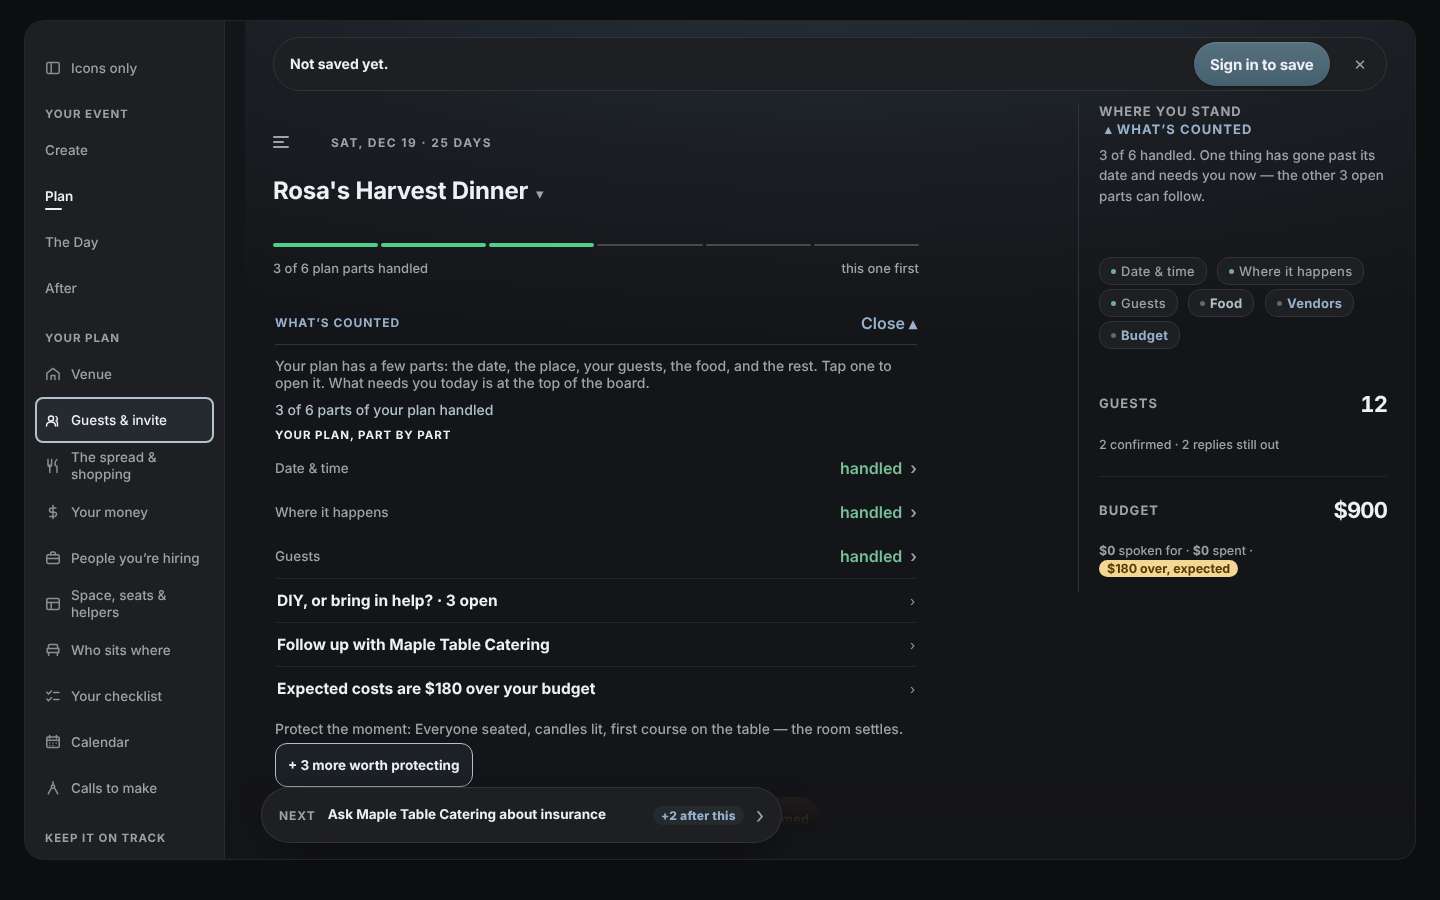 Icons only
YOUR EVENT
Create
Plan
The Day
After
YOUR PLAN
Venue
Guests & invite
The spread &
shopping
Your money
People you're hiring
Space, seats &
helpers
Who sits where
Your checklist
Calendar
Calls to make
KEEP IT ON TRACK
Not saved yet.
Sign in to save
×
SAT, DEC 19 · 25 DAYS
Rosa's Harvest Dinner ▾
3 of 6 plan parts handled
this one first
WHAT'S COUNTED
Close ▴
Your plan has a few parts: the date, the place, your guests, the food, and the rest. Tap one to
open it. What needs you today is at the top of the board.
3 of 6 parts of your plan handled
YOUR PLAN, PART BY PART
Date & time
handled ›
Where it happens
handled ›
Guests
handled ›
DIY, or bring in help? · 3 open ›
Follow up with Maple Table Catering ›
Expected costs are $180 over your budget ›
Protect the moment: Everyone seated, candles lit, first course on the table — the room settles.
+ 3 more worth protecting
NEXT Ask Maple Table Catering about insurance +2 after this ›
WHERE YOU STAND
▴ WHAT'S COUNTED
3 of 6 handled. One thing has gone past its
date and needs you now — the other 3 open
parts can follow.
• Date & time • Where it happens
• Guests • Food • Vendors
• Budget
GUESTS 12
2 confirmed · 2 replies still out
BUDGET $900
$0 spoken for · $0 spent ·
$180 over, expected